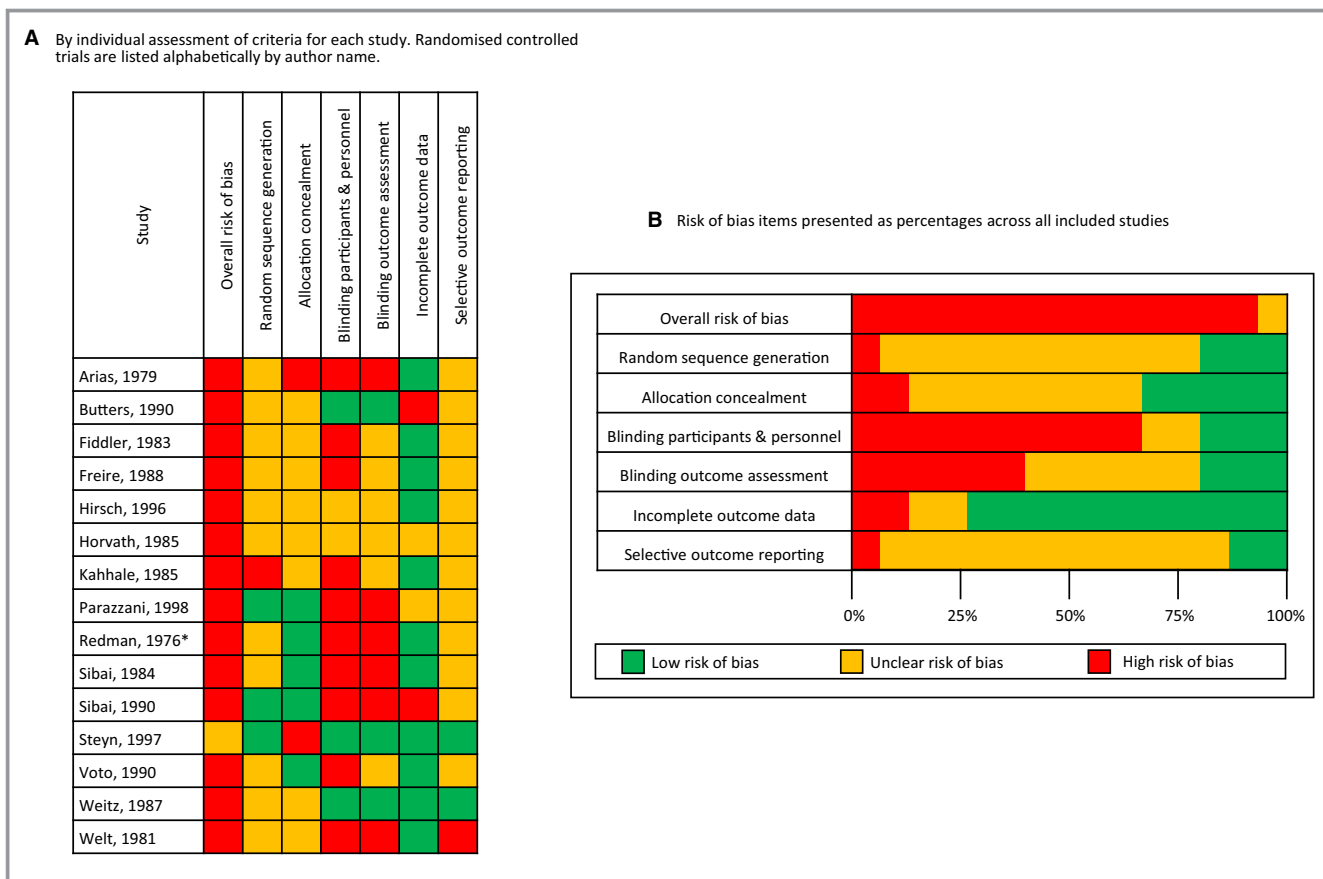 A By individual assessment of criteria for each study. Randomised controlled
trials are listed alphabetically by author name.
Study
Overall risk of bias
Random sequence generation
Allocation concealment
Blinding participants & personnel
Blinding outcome assessment
Incomplete outcome data
Selective outcome reporting
Arias, 1979
Butters, 1990
Fiddler, 1983
Freire, 1988
Hirsch, 1996
Horvath, 1985
Kahhale, 1985
Parazzani, 1998
Redman, 1976*
Sibai, 1984
Sibai, 1990
Steyn, 1997
Voto, 1990
Weitz, 1987
Welt, 1981
B Risk of bias items presented as percentages across all included studies
Overall risk of bias
Random sequence generation
Allocation concealment
Blinding participants & personnel
Blinding outcome assessment
Incomplete outcome data
Selective outcome reporting
0% 25% 50% 75% 100%
Low risk of bias Unclear risk of bias High risk of bias